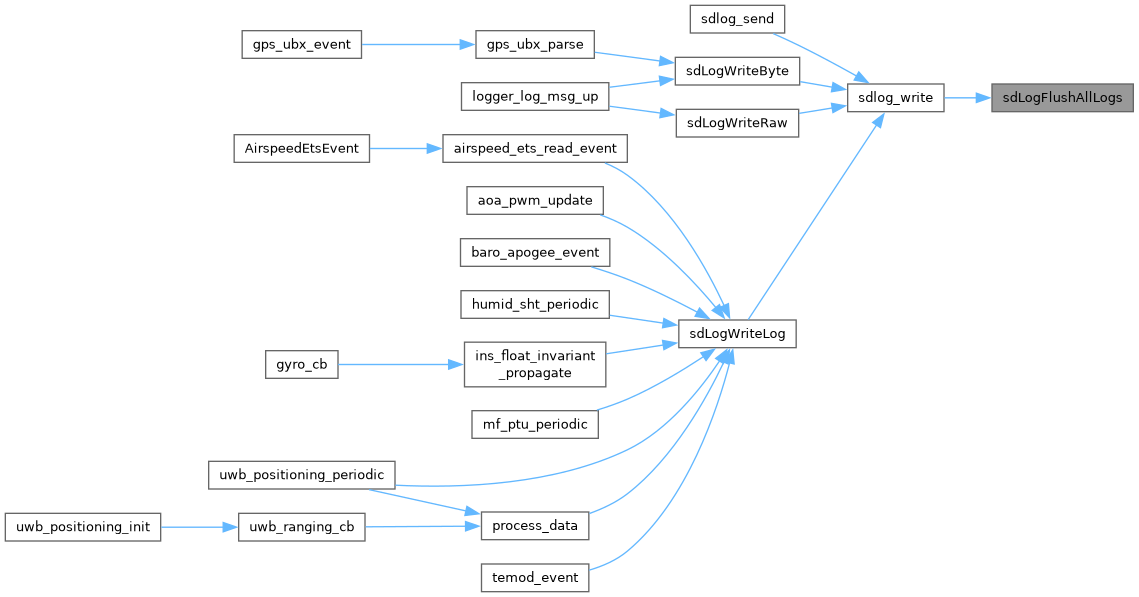 sdlog_send
gps_ubx_event
gps_ubx_parse
sdLogWriteByte
logger_log_msg_up
sdlog_write
sdLogFlushAllLogs
sdLogWriteRaw
AirspeedEtsEvent
airspeed_ets_read_event
aoa_pwm_update
baro_apogee_event
humid_sht_periodic
sdLogWriteLog
gyro_cb
ins_float_invariant
_propagate
mf_ptu_periodic
uwb_positioning_periodic
uwb_positioning_init
uwb_ranging_cb
process_data
temod_event